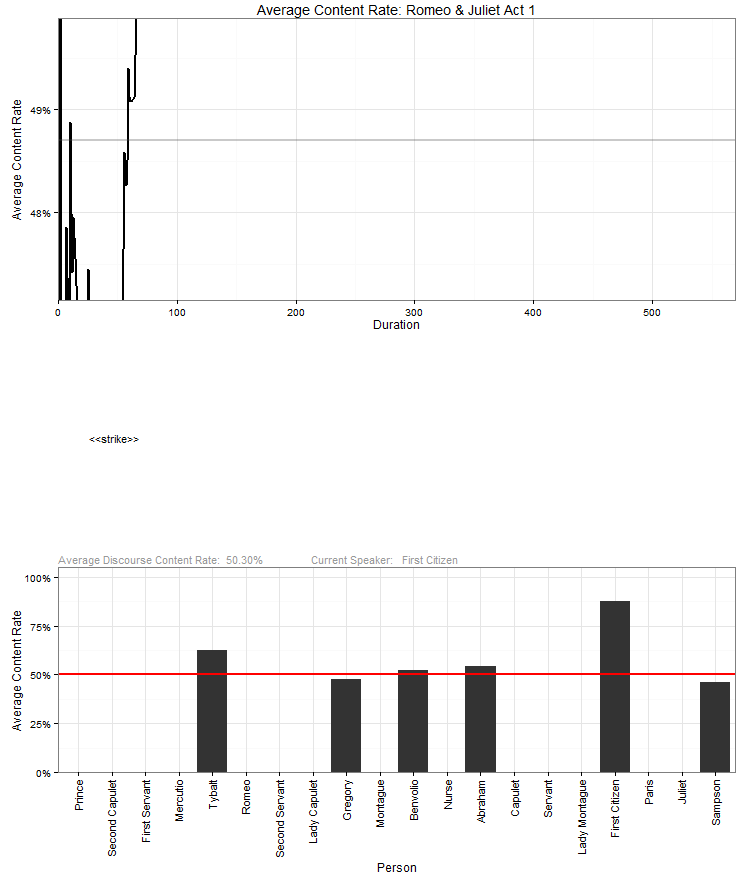 Average Content Rate: Romeo & Juliet Act 1
Average Content Rate
49%
48%
0 100 200 300 400 500
Duration
<<strike>>
Average Discourse Content Rate: 50.30% Current Speaker: First Citizen
Average Content Rate
100%
75%
50%
25%
0%
Prince
Second Capulet
First Servant
Mercutio
Tybalt
Romeo
Second Servant
Lady Capulet
Gregory
Montague
Benvolio
Nurse
Abraham
Capulet
Servant
Lady Montague
First Citizen
Paris
Juliet
Sampson
Person